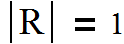 |R| = 1